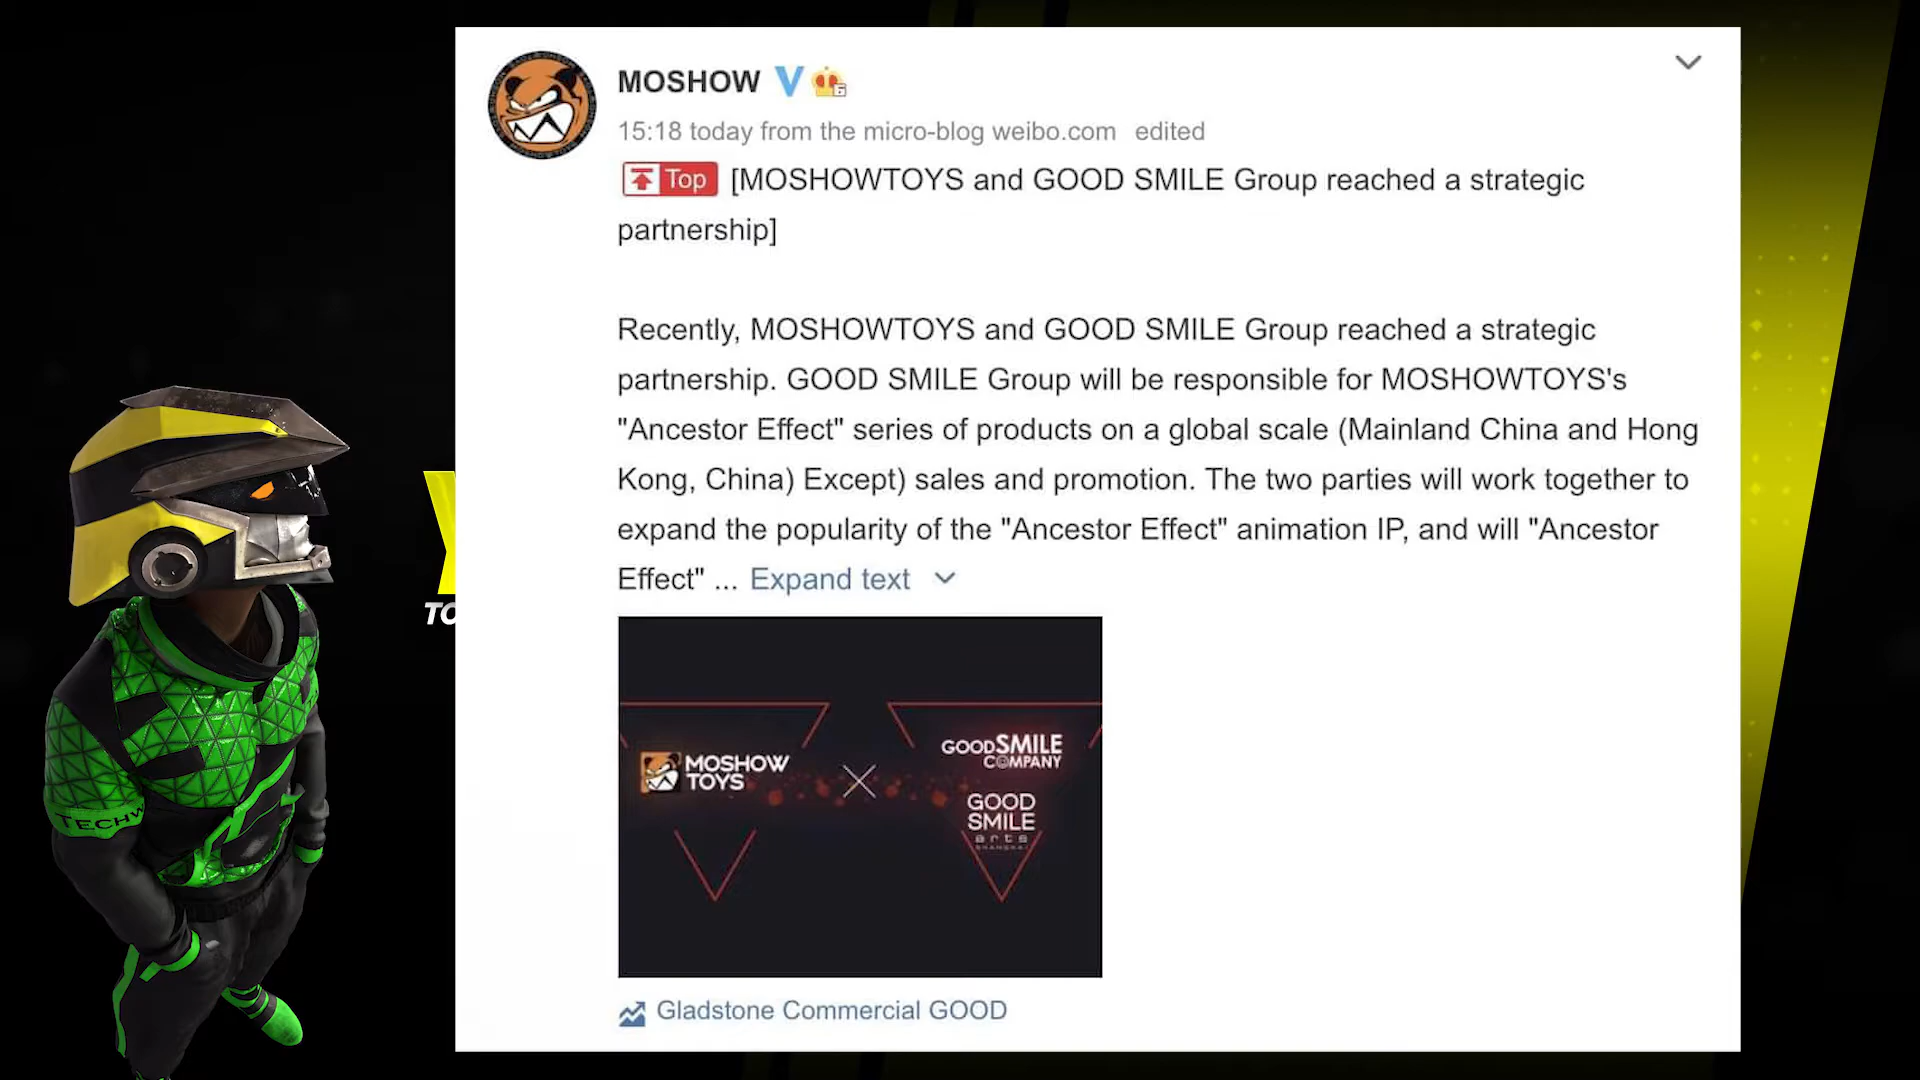 MOSHOW
15:18 today from the micro-blog weibo.com edited
Top [MOSHOWTOYS and GOOD SMILE Group reached a strategic
partnership]
Recently, MOSHOWTOYS and GOOD SMILE Group reached a strategic
partnership. GOOD SMILE Group will be responsible for MOSHOWTOYS's
"Ancestor Effect" series of products on a global scale (Mainland China and Hong
Kong, China) Except) sales and promotion. The two parties will work together to
expand the popularity of the "Ancestor Effect" animation IP, and will "Ancestor
Effect" ... Expand text
MOSHOW
TOYS
GOODSMILE
COMPANY
GOOD
SMILE
arts
SHANGHAI
Gladstone Commercial GOOD
TECHW
TO